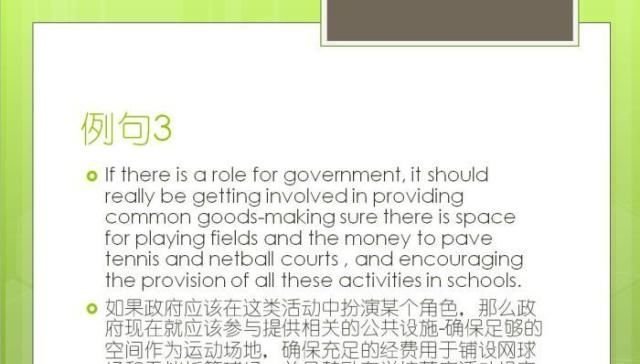 例句3
If there is a role for government, it should
really be getting involved in providing
common goods-making sure there is space
for playing fields and the money to pave
tennis and netball courts , and encouraging
the provision of all these activities in schools.
如果政府应该在这类活动中扮演某个角色，那么政
府现在就应该参与提供相关的公共设施-确保足够的
空间作为运动场地，确保充足的经费用于铺设网球